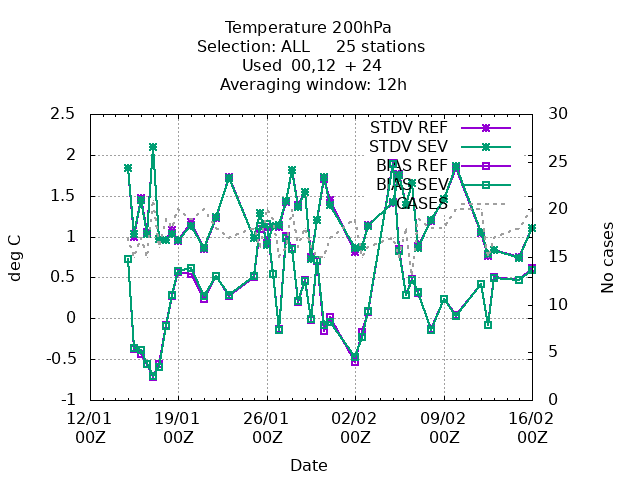 Temperature 200hPa
Selection: ALL 25 stations
Used 00,12 + 24
Averaging window: 12h
2.5
2
1.5
1
0.5
0
-0.5
-1
deg C
30
25
20
15
10
5
0
No cases
STDV REF
STDV SEV
BIAS REF
BIAS SEV
CASES
12/01 19/01 26/01 02/02 09/02 16/02
00Z 00Z 00Z 00Z 00Z 00Z
Date